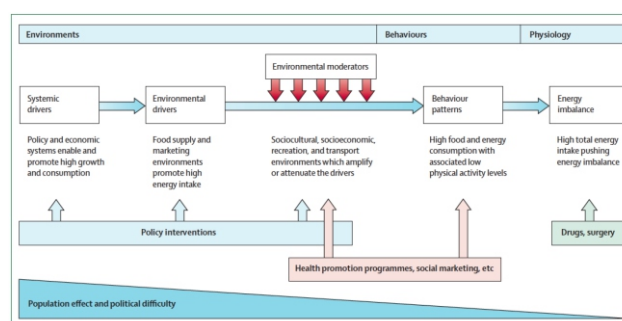 Environments
Behaviours
Physiology
Environmental moderators
Systemic
drivers
Environmental
drivers
Behaviour
patterns
Energy
imbalance
Policy and economic
systems enable and
promote high growth
and consumption
Food supply and
marketing
environments
promote high
energy intake
Sociocultural, socioeconomic,
recreation, and transport
environments which amplify
or attenuate the drivers
High food and energy
consumption with
associated low
physical activity levels
High total energy
intake pushing
energy imbalance
Policy interventions
Drugs, surgery
Health promotion programmes, social marketing, etc
Population effect and political difficulty